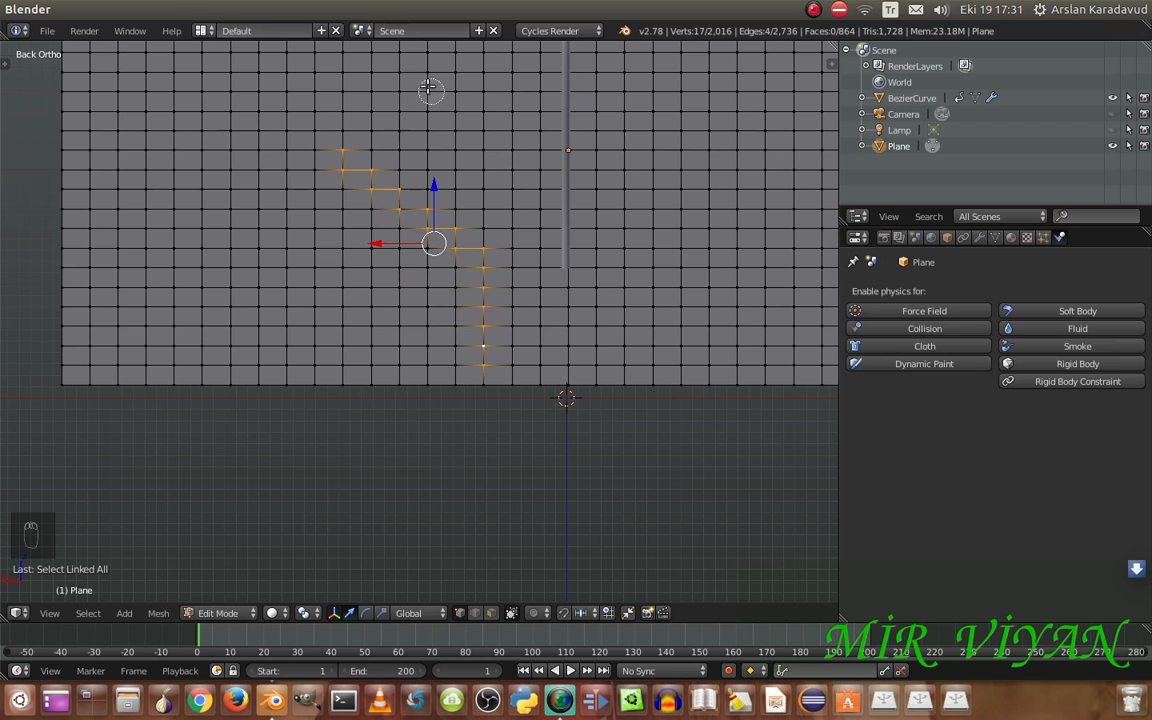 Blender
Tr
Eki 19 17:31
Arslan Karadavud
File
Render
Window
Help
Default
Scene
Cycles Render
v2.78 | Verts:17/2,016 | Edges:4/2,736 | Faces:0/864 | Tris:1,728 | Mem:23.18M | Plane
Back Ortho
Scene
RenderLayers
World
BezierCurve
Camera
Lamp
Plane
View
Search
All Scenes
Plane
Enable physics for:
Force Field
Soft Body
Collision
Fluid
Cloth
Smoke
Dynamic Paint
Rigid Body
Rigid Body Constraint
Last: Select Linked All
(1) Plane
View
Select
Add
Mesh
Edit Mode
Global
MİR VİYAN
-50 -40 -30 -20 -10 0 10 20 30 40 50 60 70 80 90 100 110 120 130 140 150 160 170 180 190 200 210 220 230 240 250 260 270 280
View
Marker
Frame
Playback
Start: 1
End: 200
1
No Sync